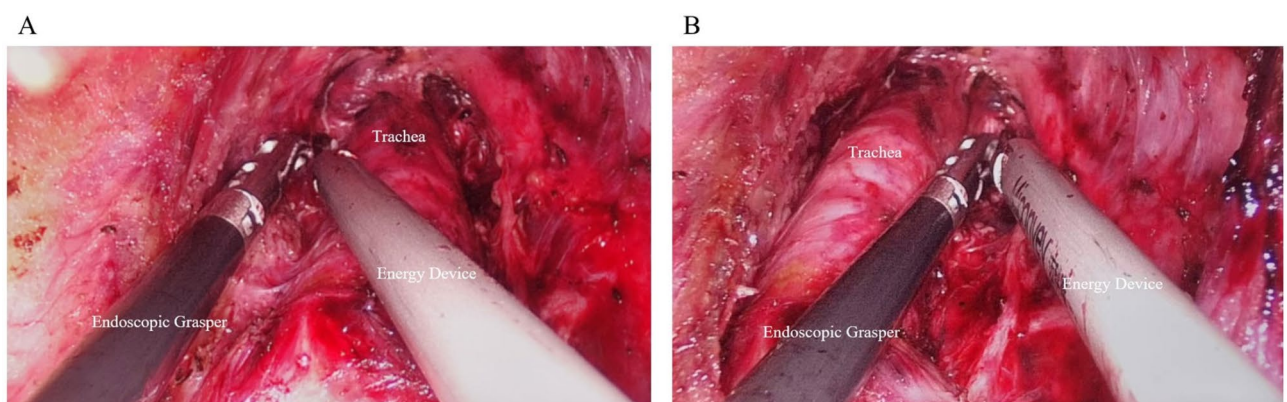 A
B
Trachea
Energy Device
Endoscopic Grasper
Trachea
Energy Device
Endoscopic Grasper